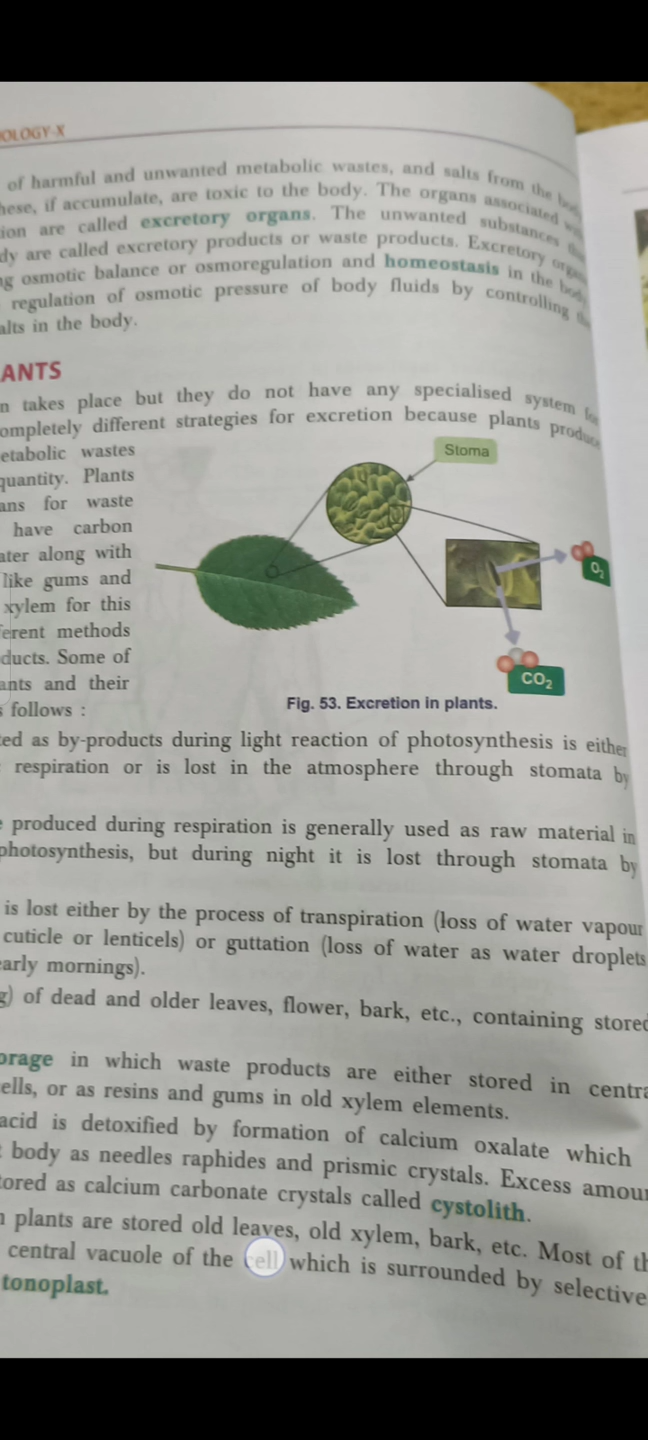 OLOGY-X
of harmful and unwanted metabolic wastes, and salts from the
hese, if accumulate, are toxic to the body. The organs associated
ion are called excretory organs. The unwanted substances
dy are called excretory products or waste products. Excretory
g osmotic balance or osmoregulation and homeostasis in the
regulation of osmotic pressure of body fluids by controlling
alts in the body.
ANTS
n takes place but they do not have any specialised system
ompletely different strategies for excretion because plants produc
etabolic wastes
quantity. Plants
ans for waste
have carbon
ater along with
like gums and
xylem for this
erent methods
ducts. Some of
ants and their
s follows :
Stoma
O₂
CO₂
Fig. 53. Excretion in plants.
ted as by-products during light reaction of photosynthesis is either
respiration or is lost in the atmosphere through stomata by
e produced during respiration is generally used as raw material in
photosynthesis, but during night it is lost through stomata by
is lost either by the process of transpiration (loss of water vapour
cuticle or lenticels) or guttation (loss of water as water droplets
early mornings).
g) of dead and older leaves, flower, bark, etc., containing stored
orage in which waste products are either stored in centra
ells, or as resins and gums in old xylem elements.
acid is detoxified by formation of calcium oxalate which
body as needles raphides and prismic crystals. Excess amoun
tored as calcium carbonate crystals called cystolith.
n plants are stored old leaves, old xylem, bark, etc. Most of th
central vacuole of the cell which is surrounded by selective
tonoplast.